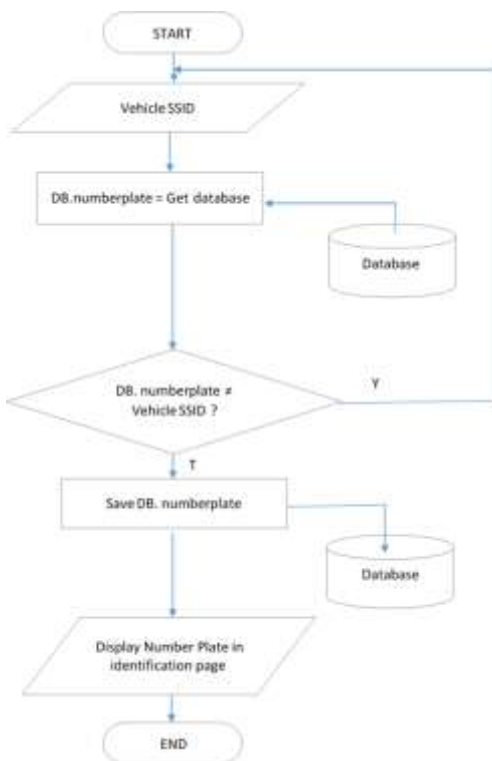 START
Vehicle SSID
DB.numberplate = Get database
Database
DB. numberplate ≠
Vehicle SSID ?
Y
T
Save DB. numberplate
Database
Display Number Plate in
identification page
END